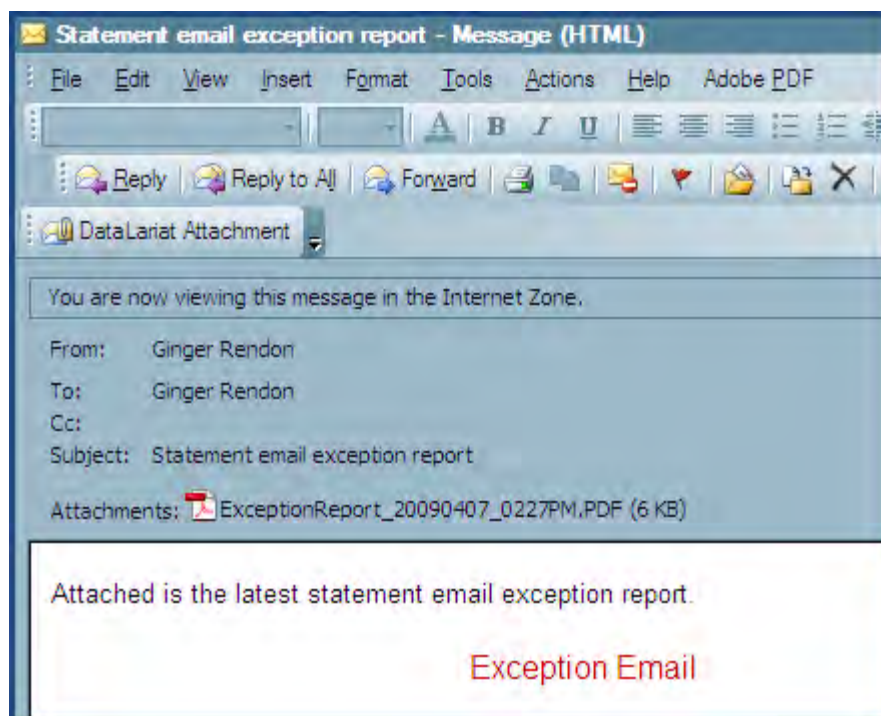 Statement email exception report - Message (HTML)
File Edit View Insert Format Tools Actions Help Adobe PDF
A B I U
Reply Reply to All Forward
DataLariat Attachment
You are now viewing this message in the Internet Zone.
From: Ginger Rendon
To: Ginger Rendon
Cc:
Subject: Statement email exception report
Attachments: ExceptionReport_20090407_0227PM.PDF (6 KB)
Attached is the latest statement email exception report.
Exception Email